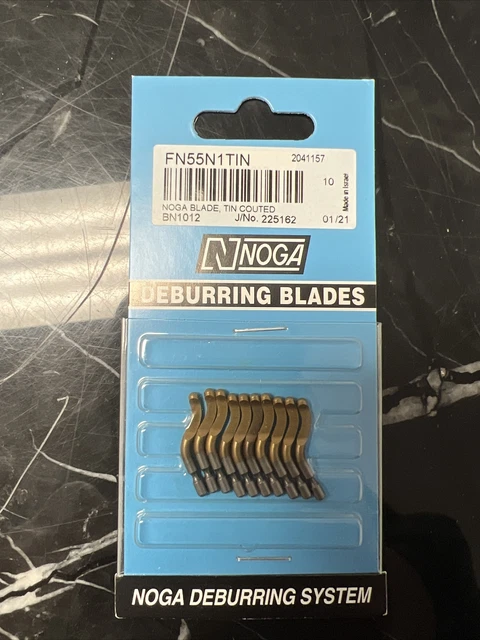 FN55N1TIN 2041157
10
Made in Israel
NOGA BLADE, TIN COUTED
BN1012 J/No. 225162 01/21
NOGA
DEBURRING BLADES
NOGA DEBURRING SYSTEM